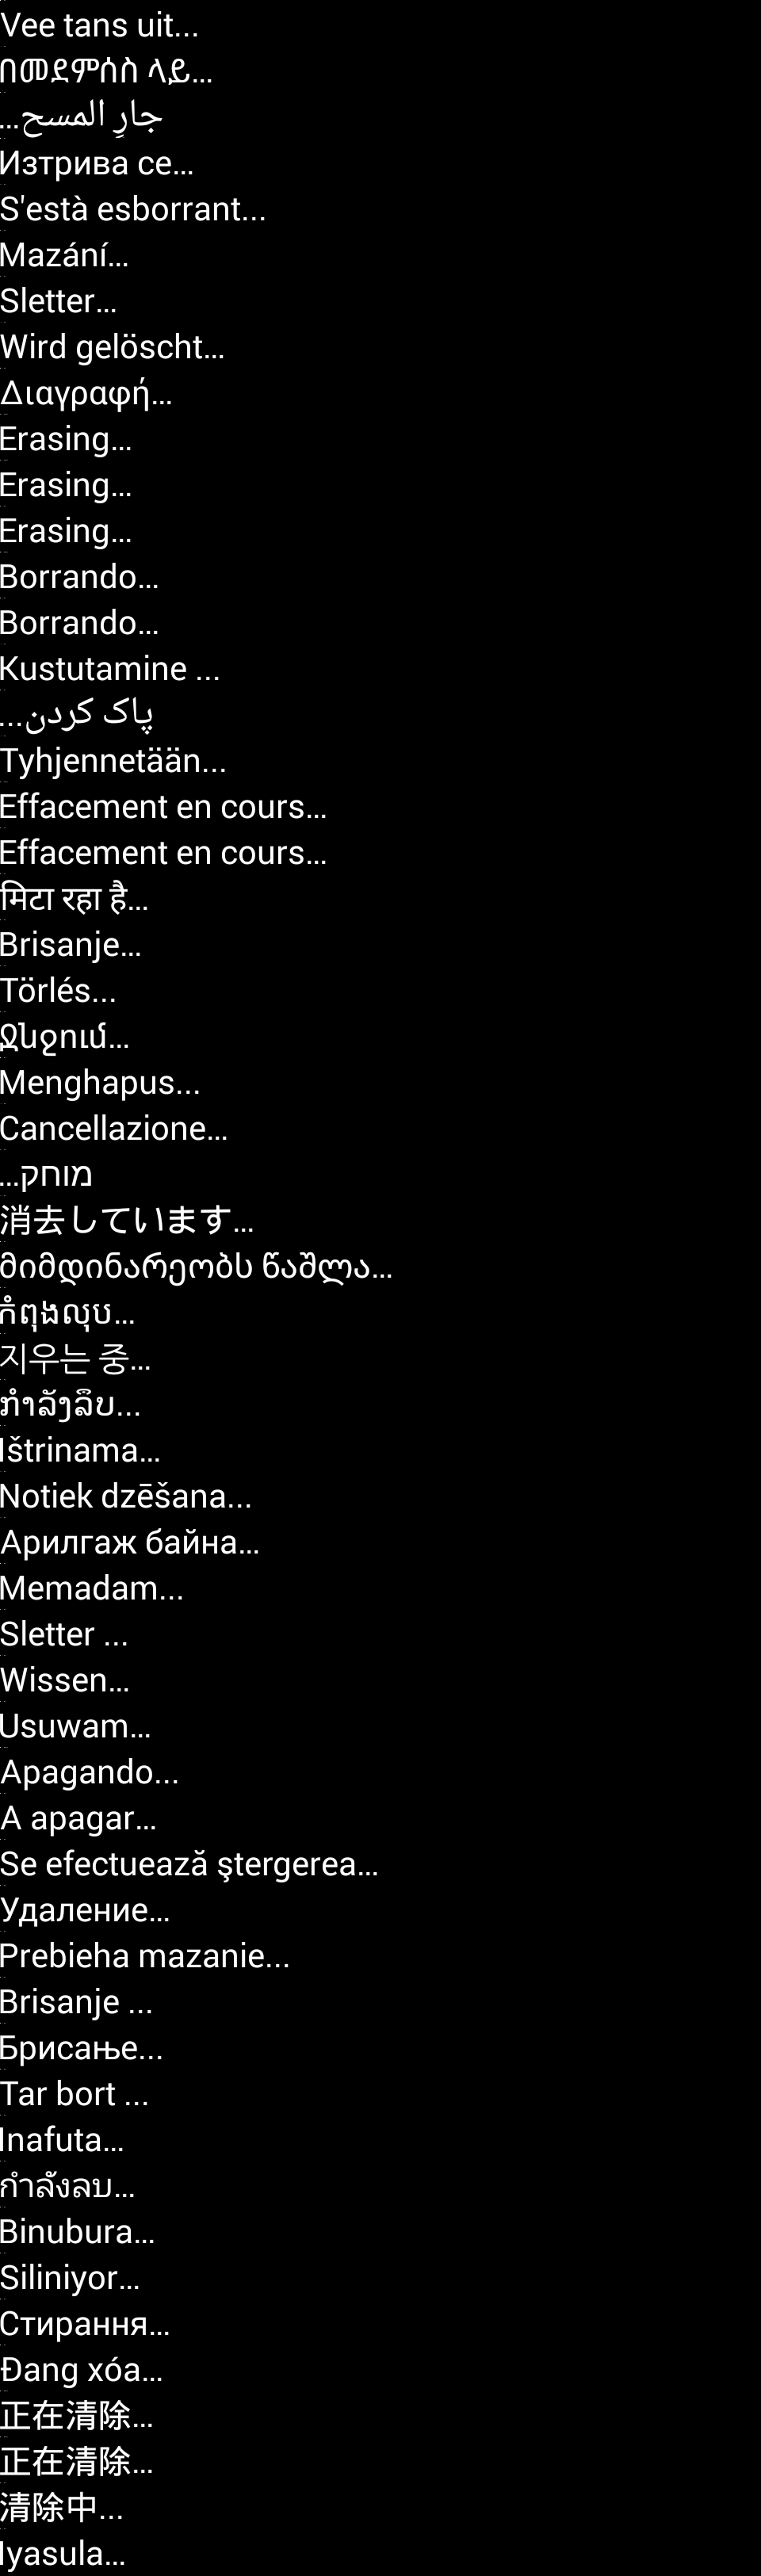 Vee tans uit...
በመደምሰስ ላይ...
جارٍ المسح...
Изтрива се...
S'està esborrant...
Mazání...
Sletter...
Wird gelöscht...
Διαγραφή...
Erasing...
Erasing...
Erasing...
Borrando...
Borrando...
Kustutamine ...
پاک کردن...
Tyhjennetään...
Effacement en cours...
Effacement en cours...
मिटा रहा है...
Brisanje...
Törlés...
Ջնջում...
Menghapus...
Cancellazione...
מוחק...
消去しています...
მიმდინარეობს წაშლა...
កំពុងលុប...
지우는 중...
ກຳລັງລຶບ...
Ištrinama...
Notiek dzēšana...
Арилгаж байна...
Memadam...
Sletter ...
Wissen...
Usuwam...
Apagando...
A apagar...
Se efectuează ştergerea...
Удаление...
Prebieha mazanie...
Brisanje ...
Брисање...
Tar bort ...
Inafuta...
กำลังลบ...
Binubura...
Siliniyor...
Стирання...
Đang xóa...
正在清除...
正在清除...
清除中...
Iyasula...